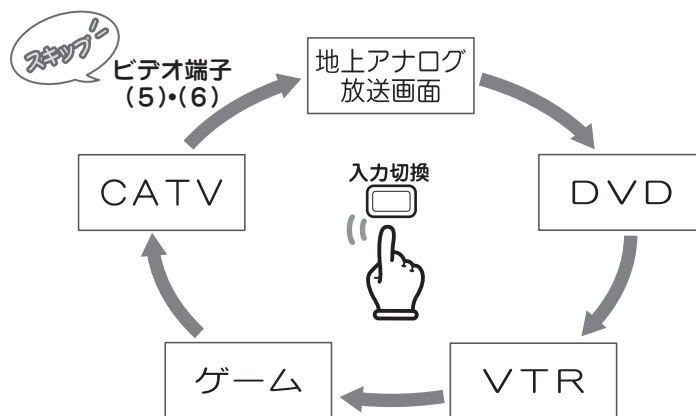 スキップ
ビデオ端子
(5)•(6)
地上アナログ
放送画面
CATV
入力切換
DVD
ゲーム
VTR